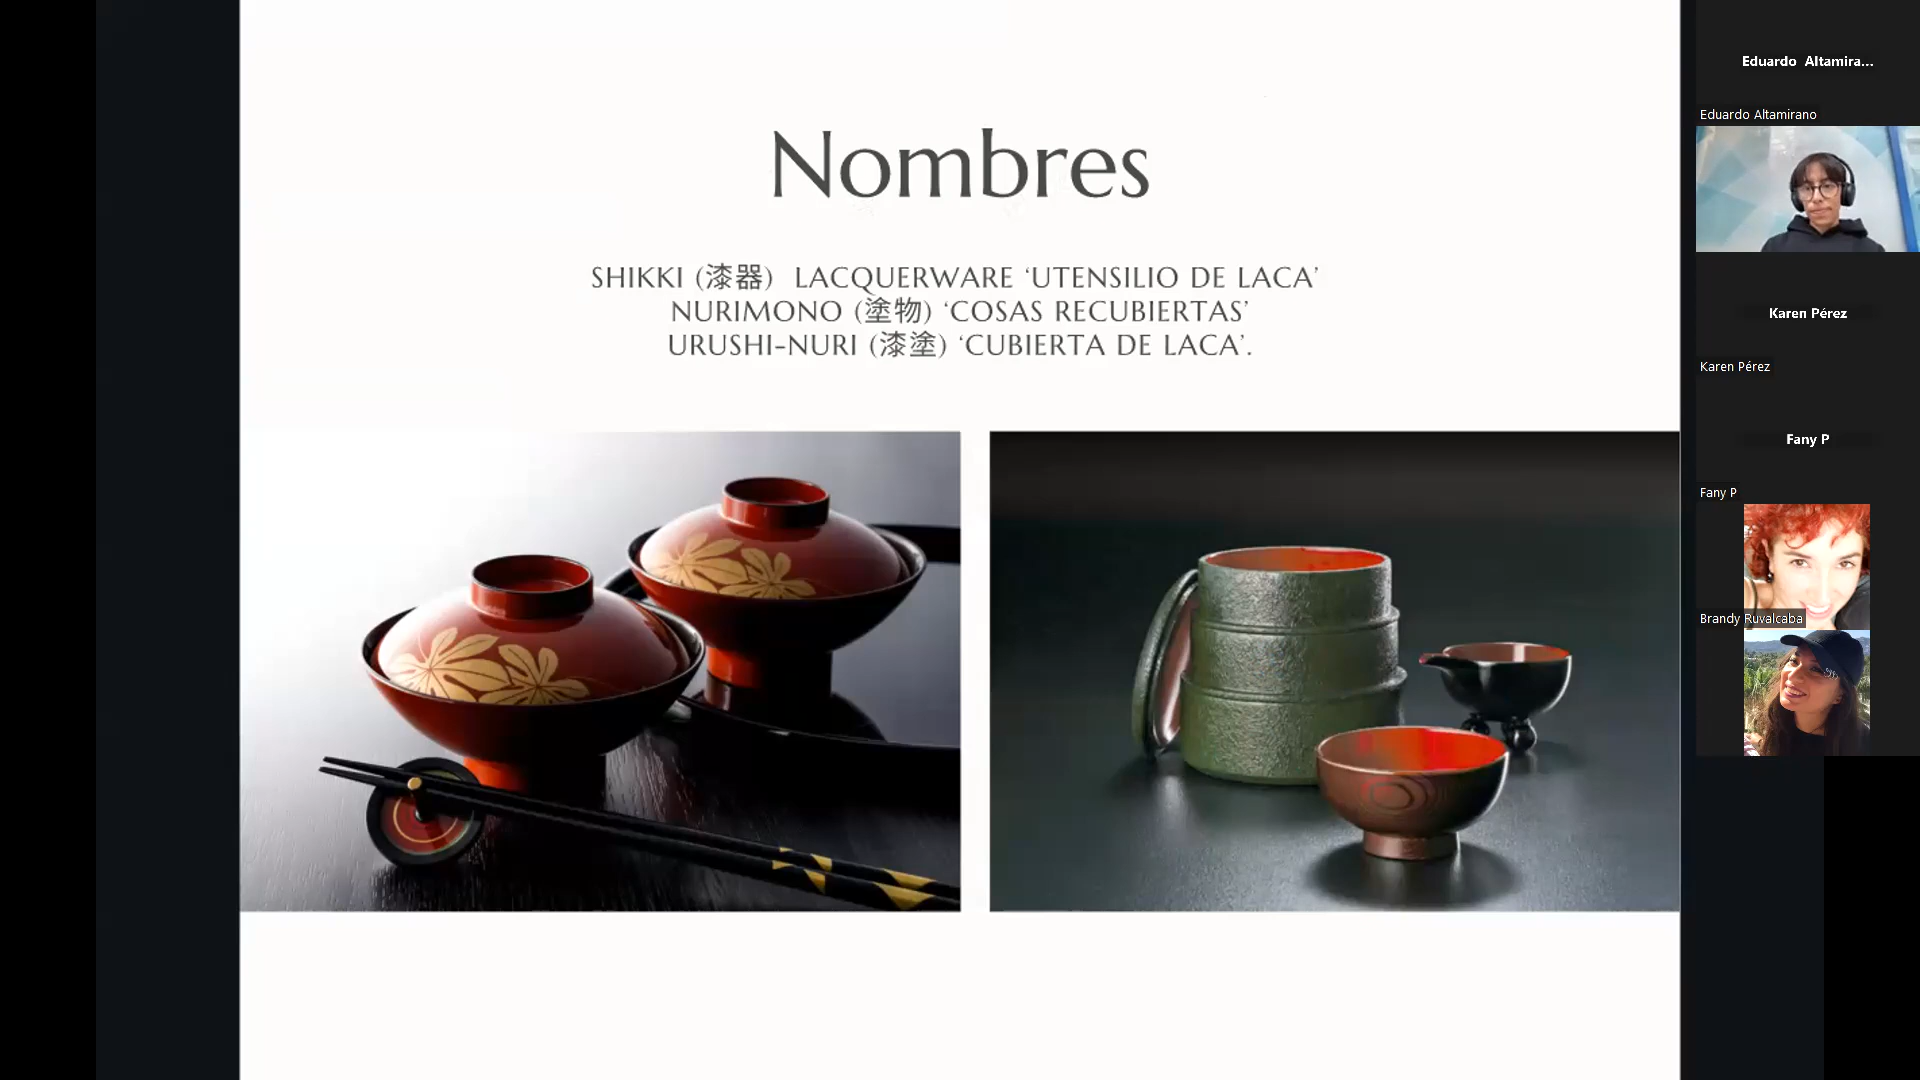 Nombres
SHIKKI (漆器) LACQUERWARE ‘UTENSILIO DE LACA’
NURIMONO (塗物) ‘COSAS RECUBIERTAS’
URUSHI-NURI (漆塗) ‘CUBIERTA DE LACA’.
Eduardo Altamira...
Eduardo Altamirano
Karen Pérez
Karen Pérez
Fany P
Fany P
Brandy Ruvalcaba